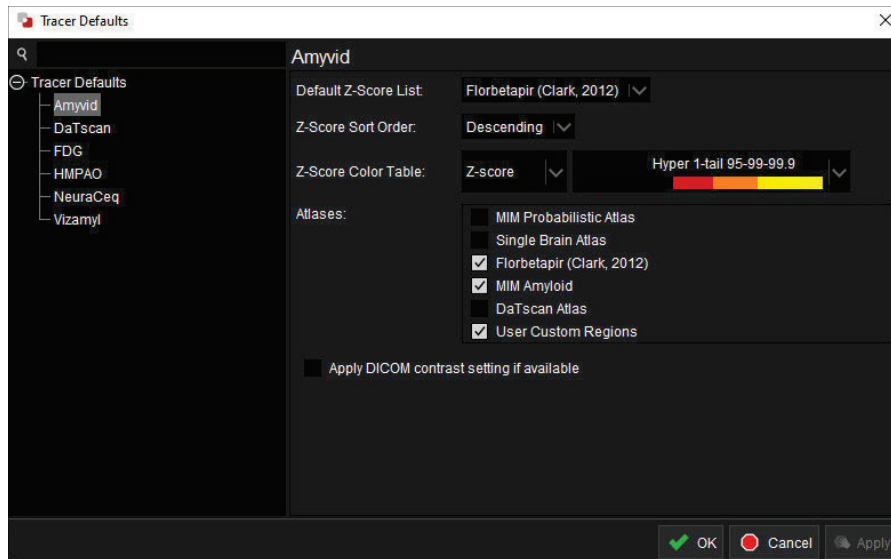 Tracer Defaults
Amyvid
Tracer Defaults
Amyvid
DaTscan
FDG
HMPAO
NeuraCeq
Vizamyl
Default Z-Score List: Florbetapir (Clark, 2012)
Z-Score Sort Order: Descending
Z-Score Color Table: Z-score Hyper 1-tail 95-99-99.9
Atlases:
MIM Probabilistic Atlas
Single Brain Atlas
Florbetapir (Clark, 2012)
MIM Amyloid
DaTscan Atlas
User Custom Regions
Apply DICOM contrast setting if available
OK Cancel Apply